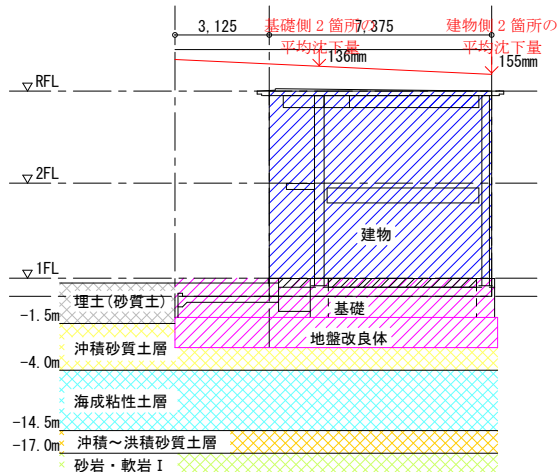 基礎側２箇所の
平均沈下量
建物側２箇所の
平均沈下量
3,125
7,375
136mm
155mm
RFL
2FL
建物
1FL
埋土(砂質土)
基礎
-1.5m
地盤改良体
沖積砂質土層
-4.0m
海成粘性土層
-14.5m
沖積～洪積砂質土層
-17.0m
砂岩・軟岩Ⅰ